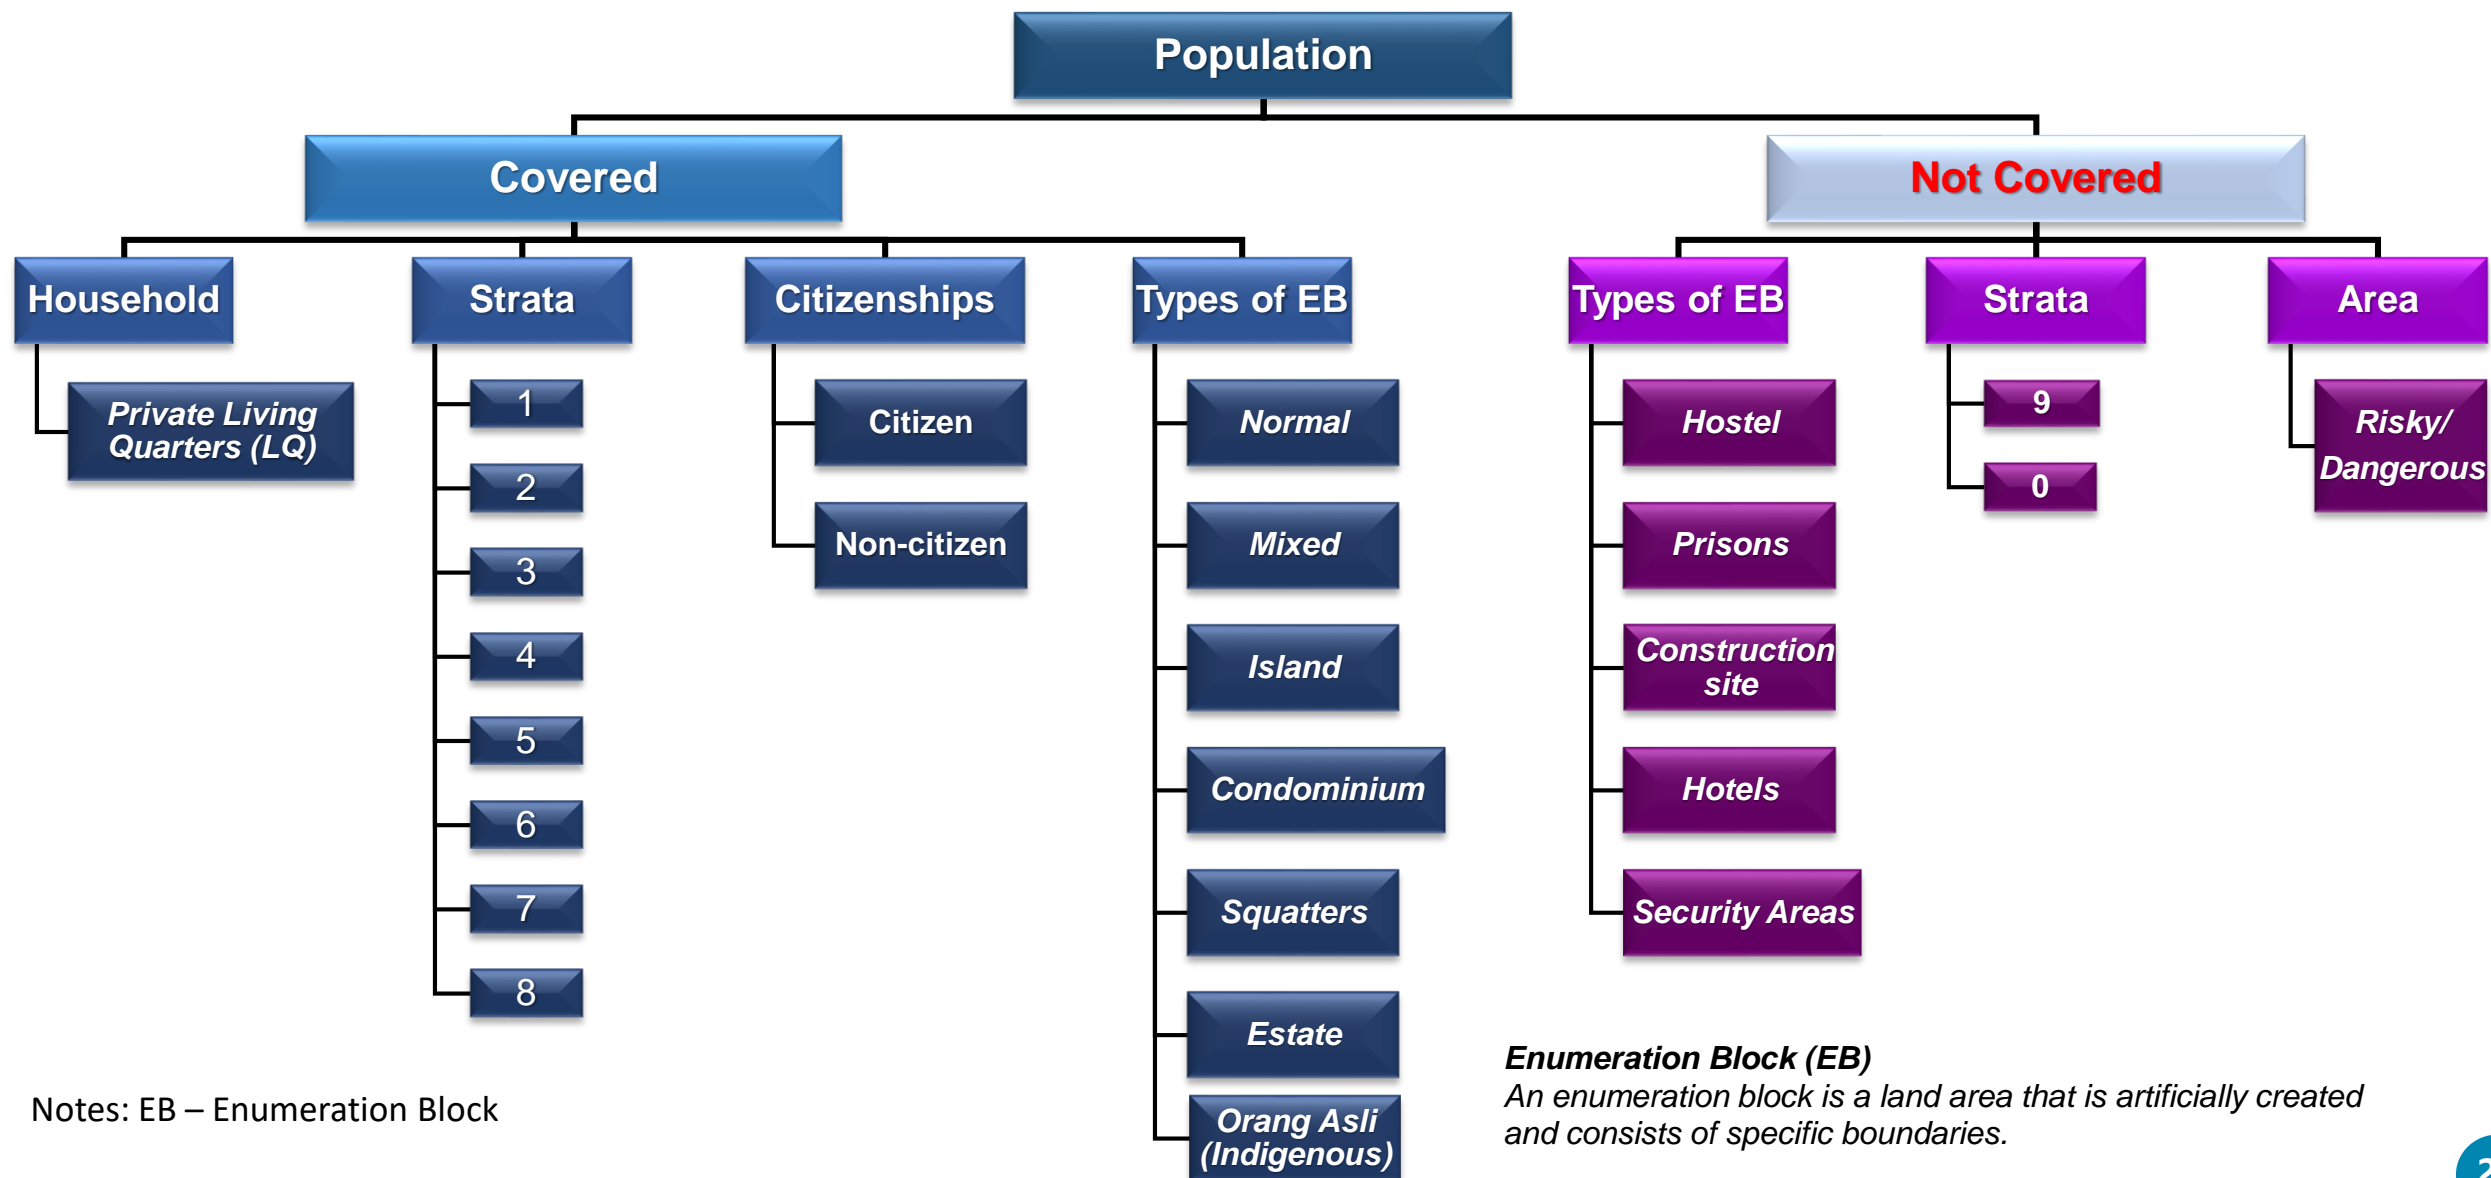 Population
Covered
Not Covered
Household
Strata
Citizenships
Types of EB
Types of EB
Strata
Area
Private Living
Quarters (LQ)
1
2
3
4
5
6
7
8
Citizen
Non-citizen
Normal
Mixed
Island
Condominium
Squatters
Estate
Orang Asli
(Indigenous)
Hostel
Prisons
Construction
site
Hotels
Security Areas
9
0
Risky/
Dangerous
Notes: EB – Enumeration Block
Enumeration Block (EB)
An enumeration block is a land area that is artificially created
and consists of specific boundaries.